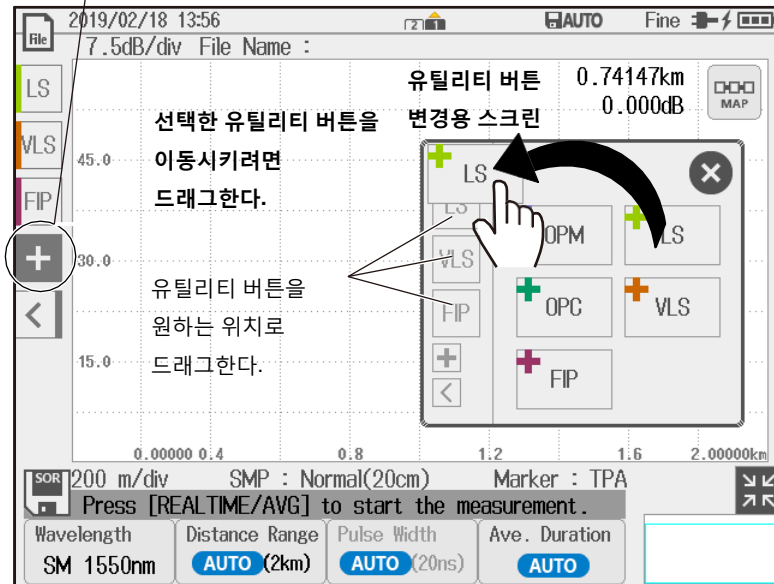 2019/02/18 13:56
2 1
AUTO
Fine
File
7.5dB/div File Name :
0.74147km
0.000dB
MAP
유틸리티 버튼
변경용 스크린
선택한 유틸리티 버튼을
이동시키려면
드래그한다.
LS
VLS
FIP
+
<
45.0
30.0
15.0
유틸리티 버튼을
원하는 위치로
드래그한다.
LS
LS
VLS
FIP
+
<
OPM
LS
OPC
VLS
FIP
0.00000 0.4 0.8 1.2 1.6 2.00000km
SOR
200 m/div SMP : Normal(20cm) Marker : TPA
Press [REALTIME/AVG] to start the measurement.
Wavelength
SM 1550nm
Distance Range
AUTO (2km)
Pulse Width
AUTO (20ns)
Ave. Duration
AUTO